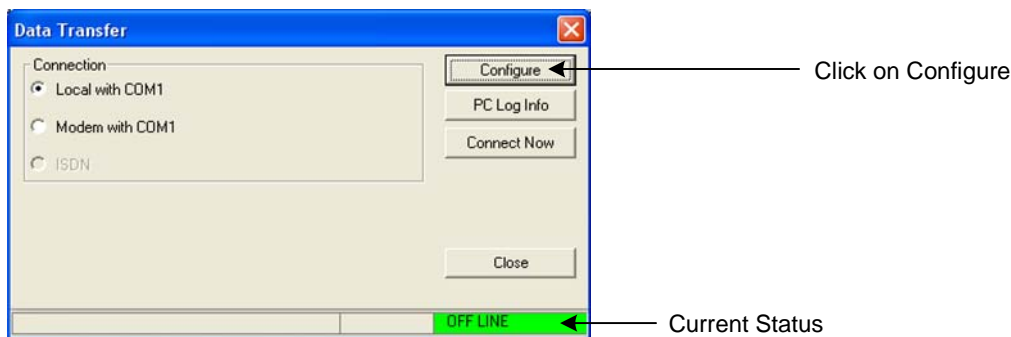 Data Transfer
Connection
Local with COM1
Modem with COM1
ISDN
Configure
PC Log Info
Connect Now
Close
OFF LINE
Click on Configure
Current Status